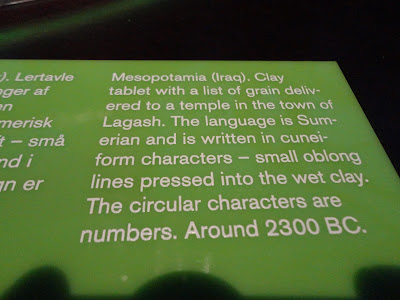 ). Lertavle
nger af
en
merisk
ft – små
nd i
gn er
Mesopotamia (Iraq). Clay
tablet with a list of grain deliv-
ered to a temple in the town of
Lagash. The language is Sum-
erian and is written in cunei-
form characters – small oblong
lines pressed into the wet clay.
The circular characters are
numbers. Around 2300 BC.